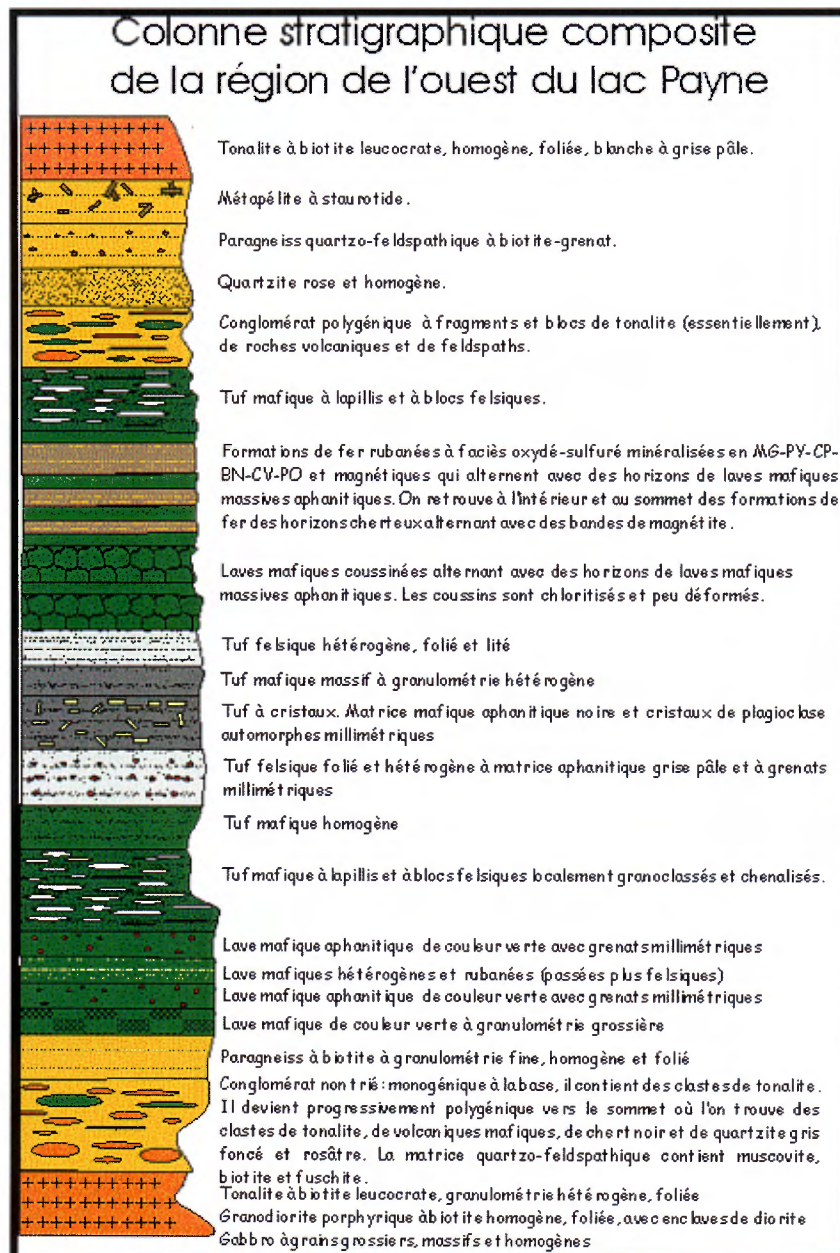 Colonne stratigraphique composite
de la région de l'ouest du lac Payne
Tonalite à biotite leucocrate, homogène, foliée, blanche à grise pâle.
Métapélite à staurotide.
Paragneiss quartzo-feldspathique à biotite-grenat.
Quartzite rose et homogène.
Conglomérat polygénique à fragments et blocs de tonalite (essentiellement),
de roches volcaniques et de feldspaths.
Tuf mafique à lapillis et à blocs felsiques.
Formations de fer rubanées à faciès oxydé-sulfuré minéralisées en MG-PY-CP-
BN-CV-PO et magnétiques qui alternent avec des horizons de laves mafiques
massives aphanitiques. On retrouve à l'intérieur et au sommet des formations de
fer des horizons cherteux alternant avec des bandes de magnétite.
Laves mafiques coussinées alternant avec des horizons de laves mafiques
massives aphanitiques. Les coussins sont chloritisés et peu déformés.
Tuf felsique hétérogène, folié et lité
Tuf mafique massif à granulométrie hétérogène
Tuf à cristaux. Matrice mafique aphanitique noire et cristaux de plagioclase
automorphes millimétriques
Tuf felsique folié et hétérogène à matrice aphanitique grise pâle et à grenats
millimétriques
Tuf mafique homogène
Tuf mafique à lapillis et à blocs felsiques localement granoclassés et chenalisés.
Lave mafique aphanitique de couleur verte avec grenats millimétriques
Lave mafiques hétérogènes et rubanées (passées plus felsiques)
Lave mafique aphanitique de couleur verte avec grenats millimétriques
Lave mafique de couleur verte à granulométrie grossière
Paragneiss à biotite à granulométrie fine, homogène et folié
Conglomérat non trié : monogénique à la base, il contient des clastes de tonalite.
Il devient progressivement polygénique vers le sommet où l'on trouve des
clastes de tonalite, de volcaniques mafiques, de chert noir et de quartzite gris
foncé et rosâtre. La matrice quartzo-feldspathique contient muscovite,
biotite et fuschite.
Tonalite à biotite leucocrate, granulométrie hétérogène, foliée
Granodiorite porphyrique à biotite homogène, foliée, avec enclaves de diorite
Gabbro à grains grossiers, massifs et homogènes